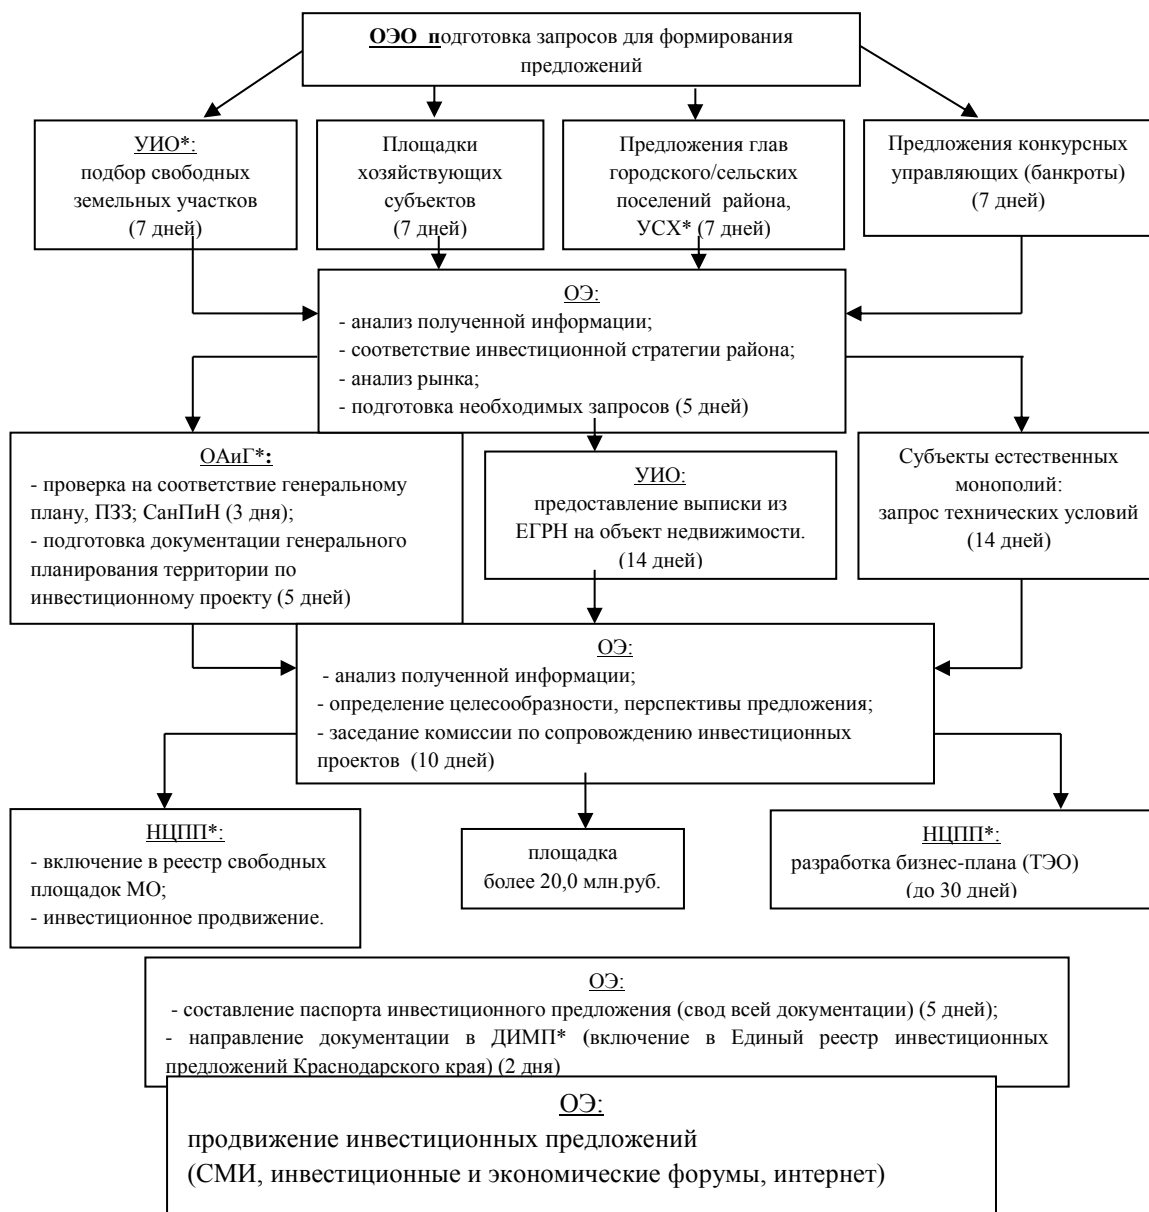 ОЭО подготовка запросов для формирования
предложений
УИО*:
подбор свободных
земельных участков
(7 дней)
Площадки
хозяйствующих
субъектов
(7 дней)
Предложения глав
городского/сельских
поселений района,
УСХ* (7 дней)
Предложения конкурсных
управляющих (банкроты)
(7 дней)
ОЭ:
- анализ полученной информации;
- соответствие инвестиционной стратегии района;
- анализ рынка;
- подготовка необходимых запросов (5 дней)
ОАиГ*:
- проверка на соответствие генеральному
плану, ПЗЗ; СанПиН (3 дня);
- подготовка документации генерального
планирования территории по
инвестиционному проекту (5 дней)
УИО:
предоставление выписки из
ЕГРН на объект недвижимости.
(14 дней)
Субъекты естественных
монополий:
запрос технических условий
(14 дней)
ОЭ:
- анализ полученной информации;
- определение целесообразности, перспективы предложения;
- заседание комиссии по сопровождению инвестиционных
проектов (10 дней)
НЦПП*:
- включение в реестр свободных
площадок МО;
- инвестиционное продвижение.
площадка
более 20,0 млн.руб.
НЦПП*:
разработка бизнес-плана (ТЭО)
(до 30 дней)
ОЭ:
- составление паспорта инвестиционного предложения (свод всей документации) (5 дней);
- направление документации в ДИМП* (включение в Единый реестр инвестиционных
предложений Краснодарского края) (2 дня)
ОЭ:
продвижение инвестиционных предложений
(СМИ, инвестиционные и экономические форумы, интернет)